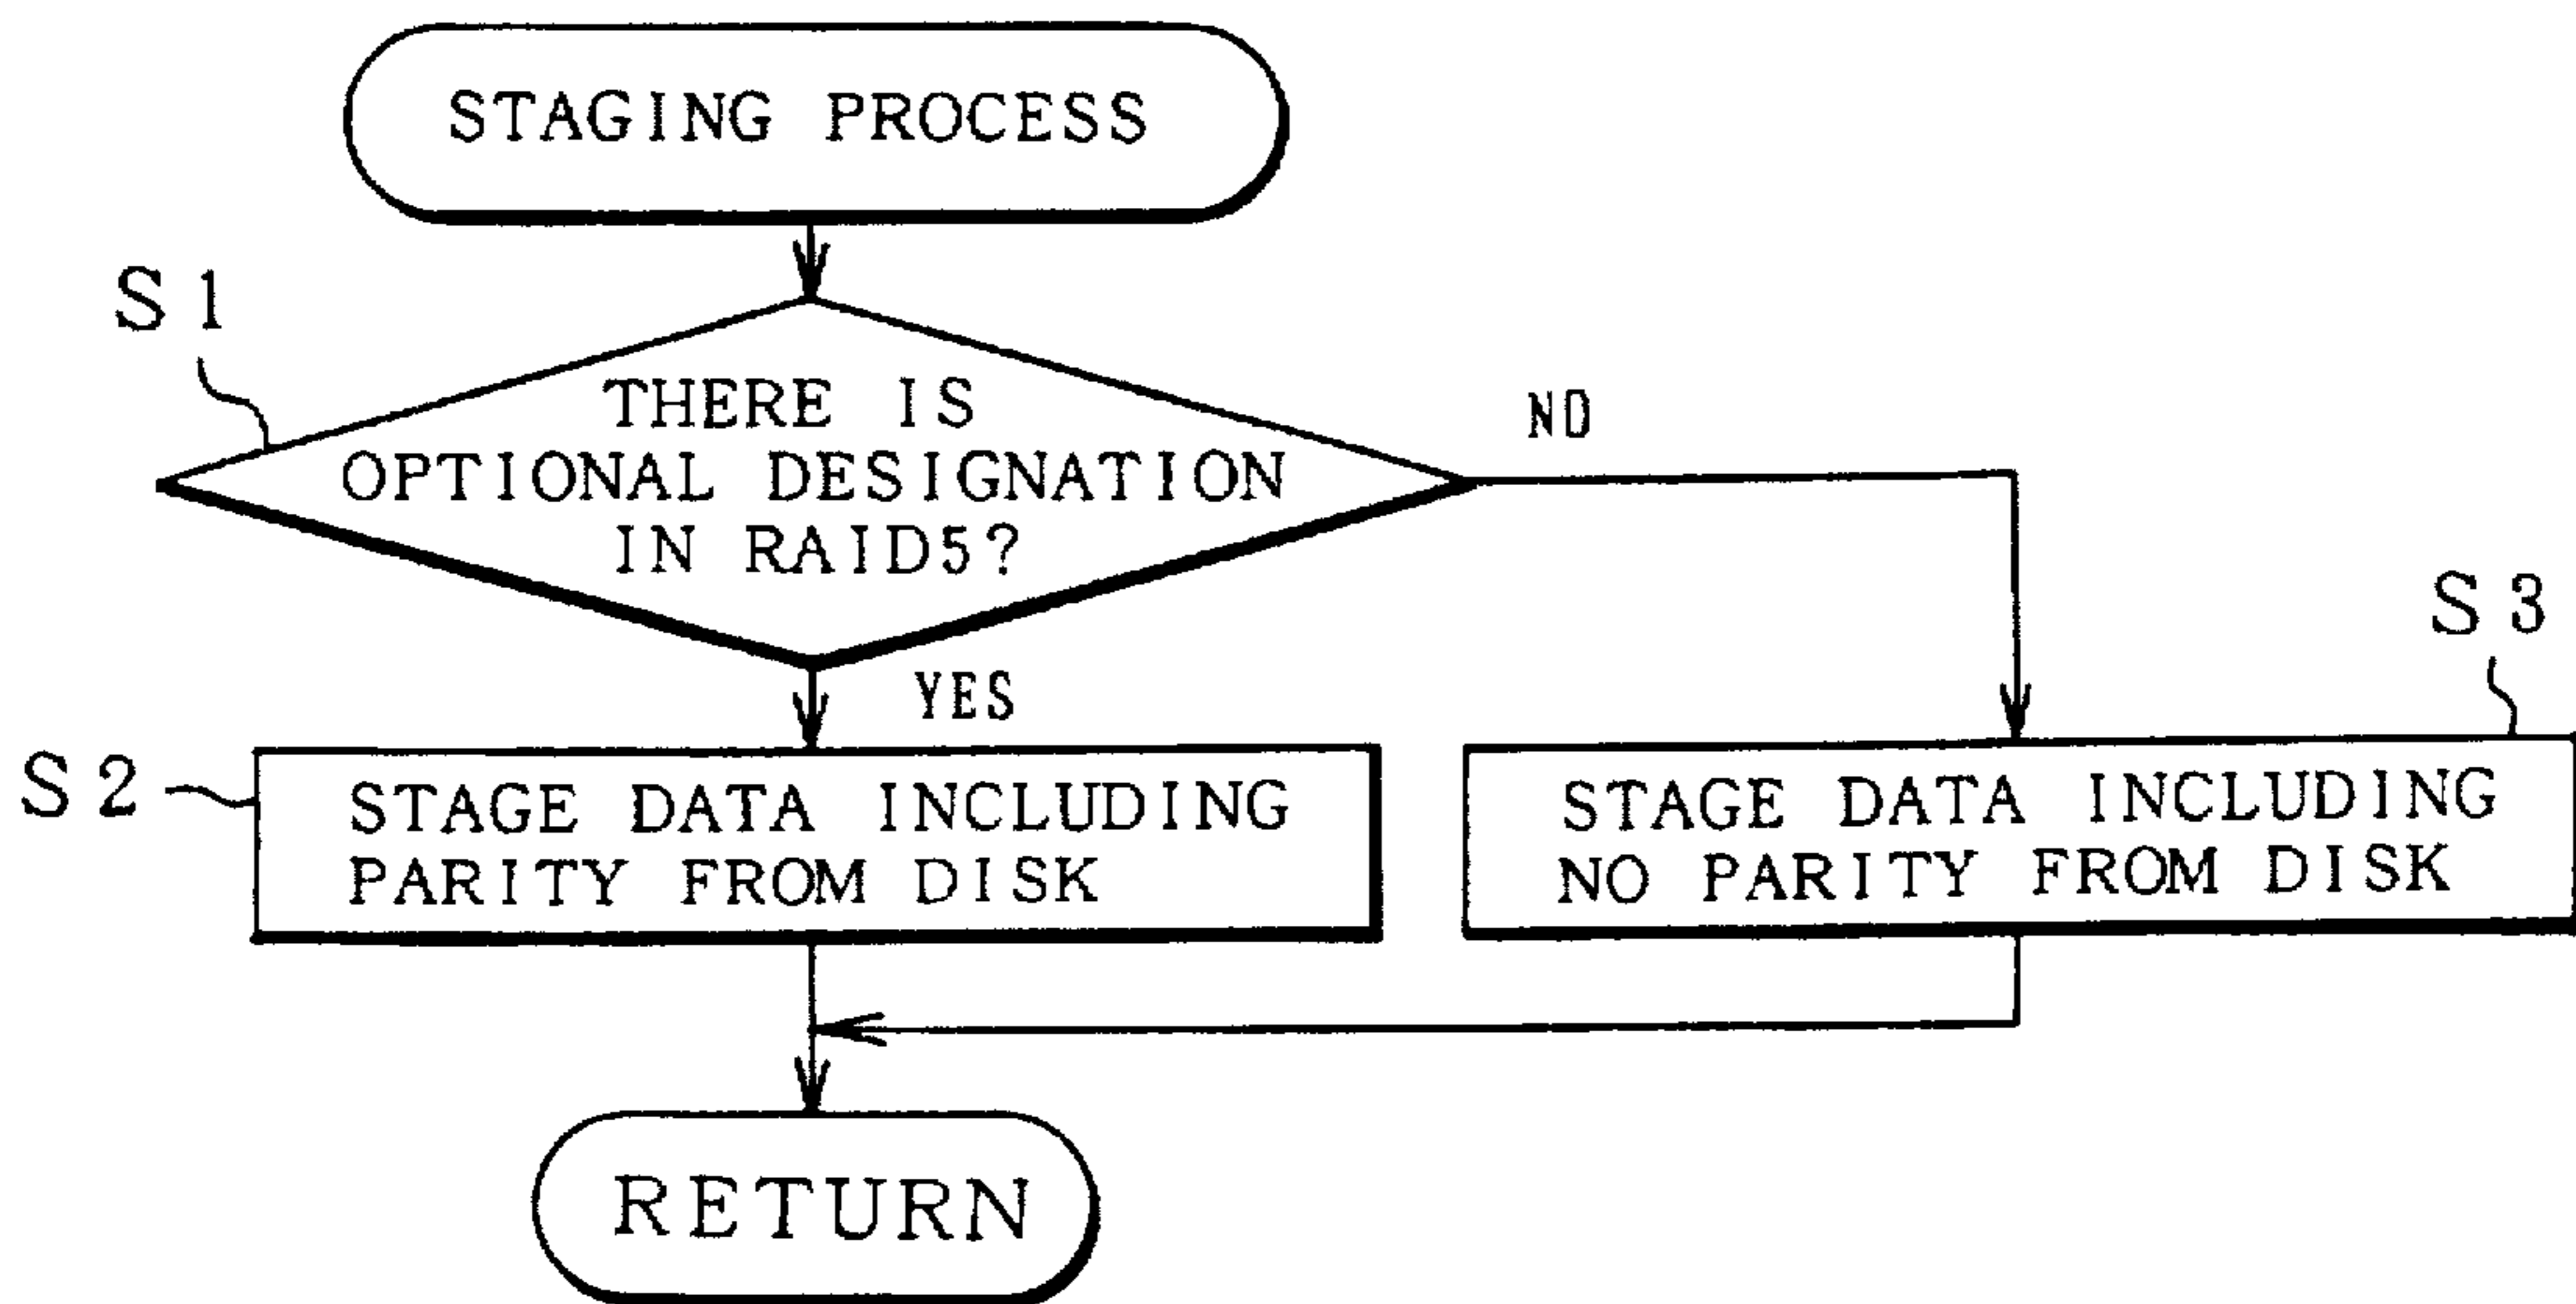 STAGING PROCESS
S1
THERE IS
OPTIONAL DESIGNATION
IN RAID5?
NO
YES
S2
STAGE DATA INCLUDING
PARITY FROM DISK
S3
STAGE DATA INCLUDING
NO PARITY FROM DISK
RETURN